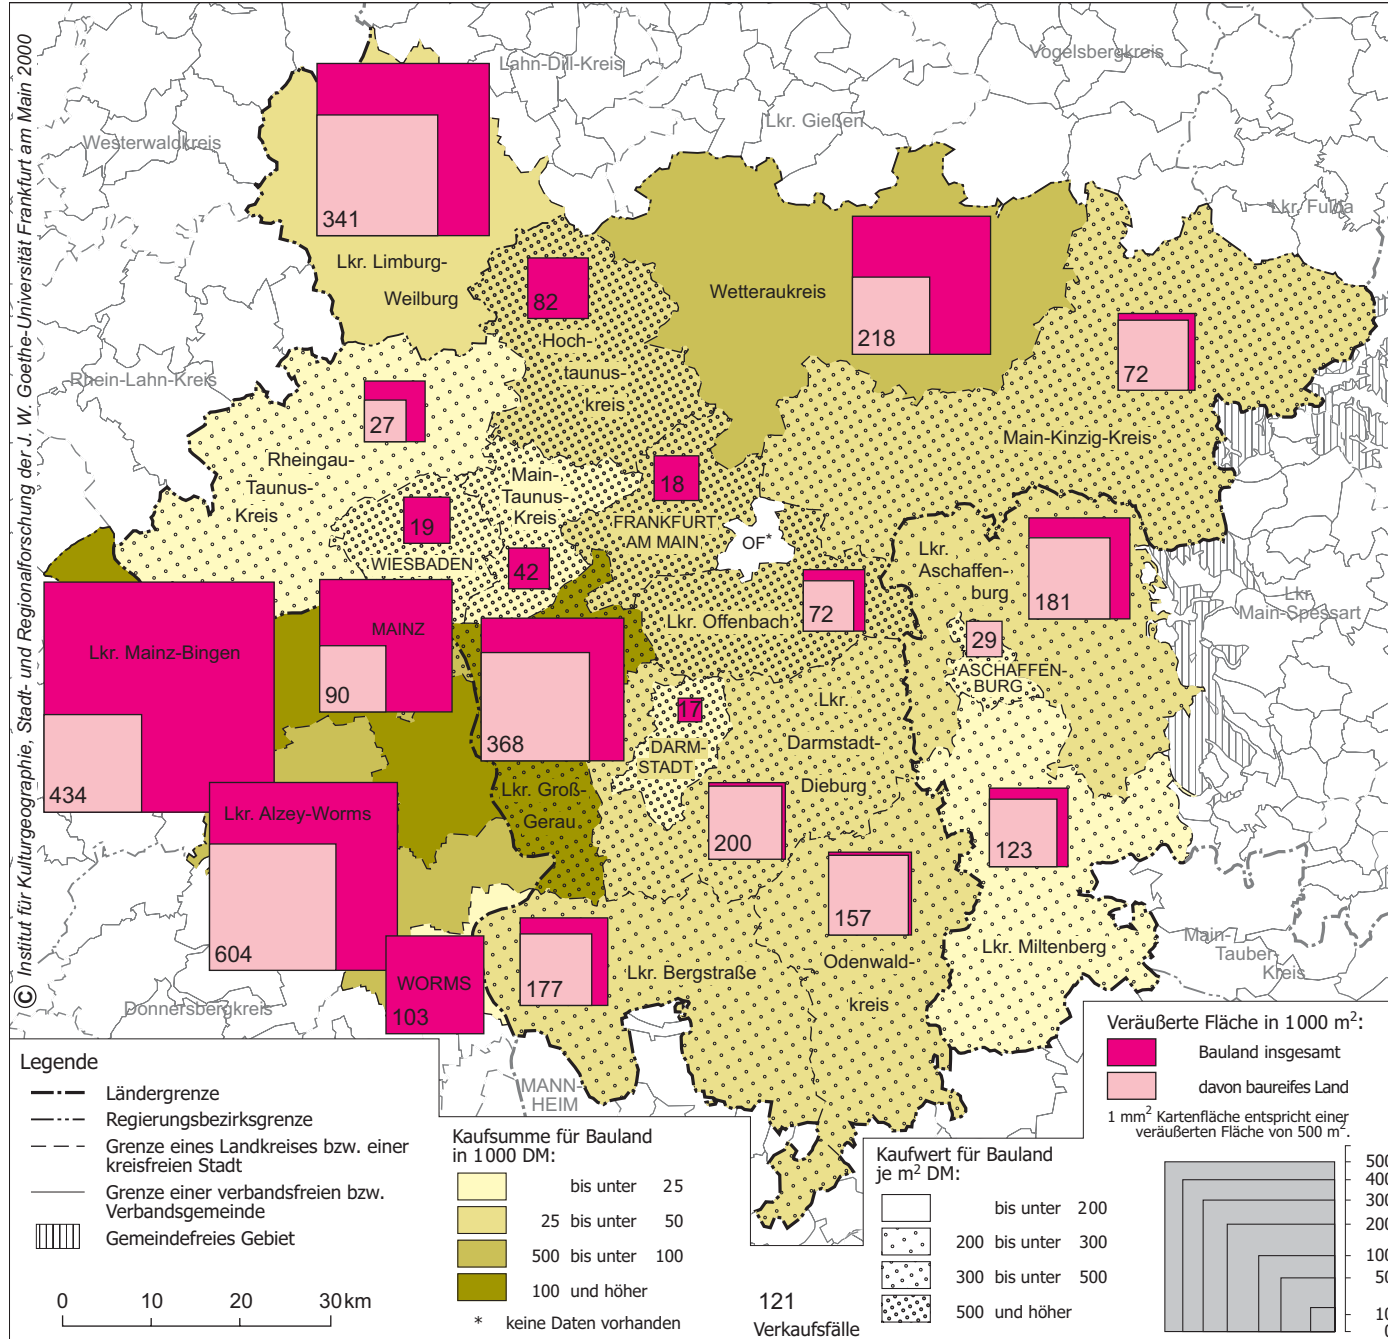 © Institut für Kulturgeographie, Stadt- und Regionalforschung der J. W. Goethe-Universität Frankfurt am Main 2000
Lahn-Dill-Kreis
Vogelsbergkreis
Westerwaldkreis
Lkr. Gießen
Lkr. Fulda
341
Lkr. Limburg-
Weilburg
82
Hoch-
taunus-
kreis
Wetteraukreis
218
72
Main-Kinzig-Kreis
Rhein-Lahn-Kreis
27
Rheingau-
Taunus-
Kreis
Main-
Taunus-
Kreis
18
FRANKFURT
AM MAIN
OF*
19
WIESBADEN
42
Lkr.
Aschaffen-
burg
181
Lkr.
Main-Spessart
72
Lkr. Offenbach
29
ASCHAFFEN-
BURG
Lkr. Mainz-Bingen
434
MAINZ
90
368
Lkr. Groß-
Gerau
17
DARM-
STADT
Lkr.
Darmstadt-
Dieburg
200
123
157
Lkr. Alzey-Worms
604
WORMS
103
177
Lkr. Bergstraße
Odenwald-
kreis
Lkr. Miltenberg
Main-
Tauber-
Kreis
Donnersbergkreis
MANN-
HEIM
Legende
Ländergrenze
Regierungsbezirksgrenze
Grenze eines Landkreises bzw. einer
kreisfreien Stadt
Grenze einer verbandsfreien bzw.
Verbandsgemeinde
Gemeindefreies Gebiet
0 10 20 30 km
Kaufsumme für Bauland
in 1000 DM:
bis unter 25
25 bis unter 50
500 bis unter 100
100 und höher
* keine Daten vorhanden
121
Verkaufsfälle
Kaufwert für Bauland
je m² DM:
bis unter 200
200 bis unter 300
300 bis unter 500
500 und höher
Veräußerte Fläche in 1000 m²:
Bauland insgesamt
davon baureifes Land
1 mm² Kartenfläche entspricht einer
veräußerten Fläche von 500 m².
500
400
300
200
100
50
10
0